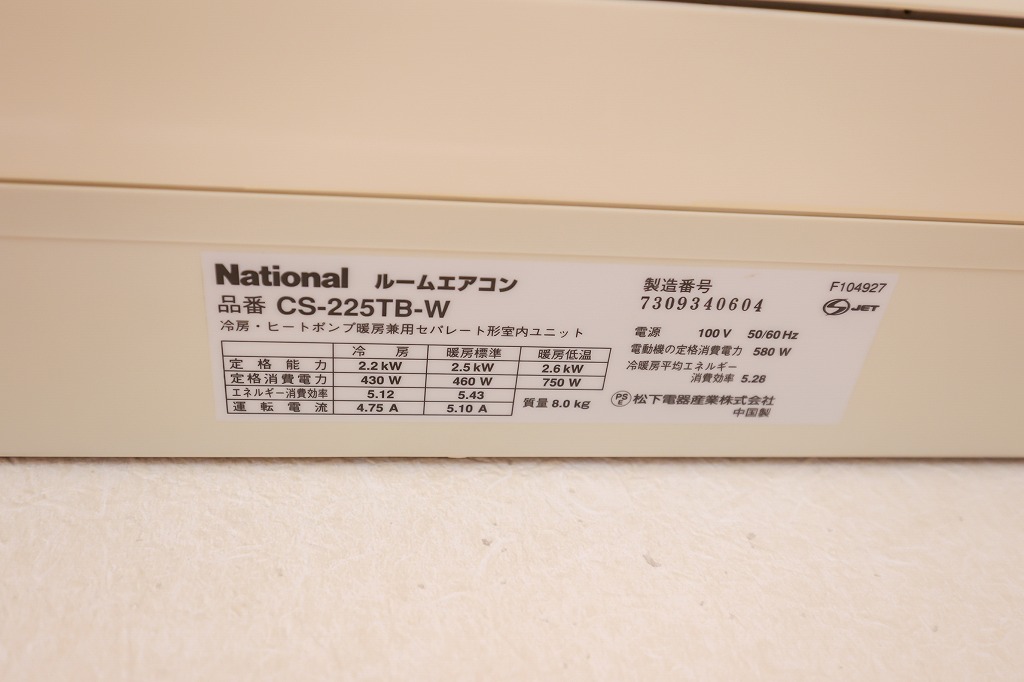 National ルームエアコン
品番 CS-225TB-W
冷房・ヒートポンプ暖房兼用セパレート形室内ユニット
冷房 暖房標準 暖房低温
定格能力 2.2 kW 2.5 kW 2.6 kW
定格消費電力 430 W 460 W 750 W
エネルギー消費効率 5.12 5.43
運転電流 4.75 A 5.10 A
質量 8.0 kg
製造番号 F104927
7309340604
S JET
電源 100 V 50/60 Hz
電動機の定格消費電力 580 W
冷暖房平均エネルギー
消費効率 5.28
PS E 松下電器産業株式会社
中国製